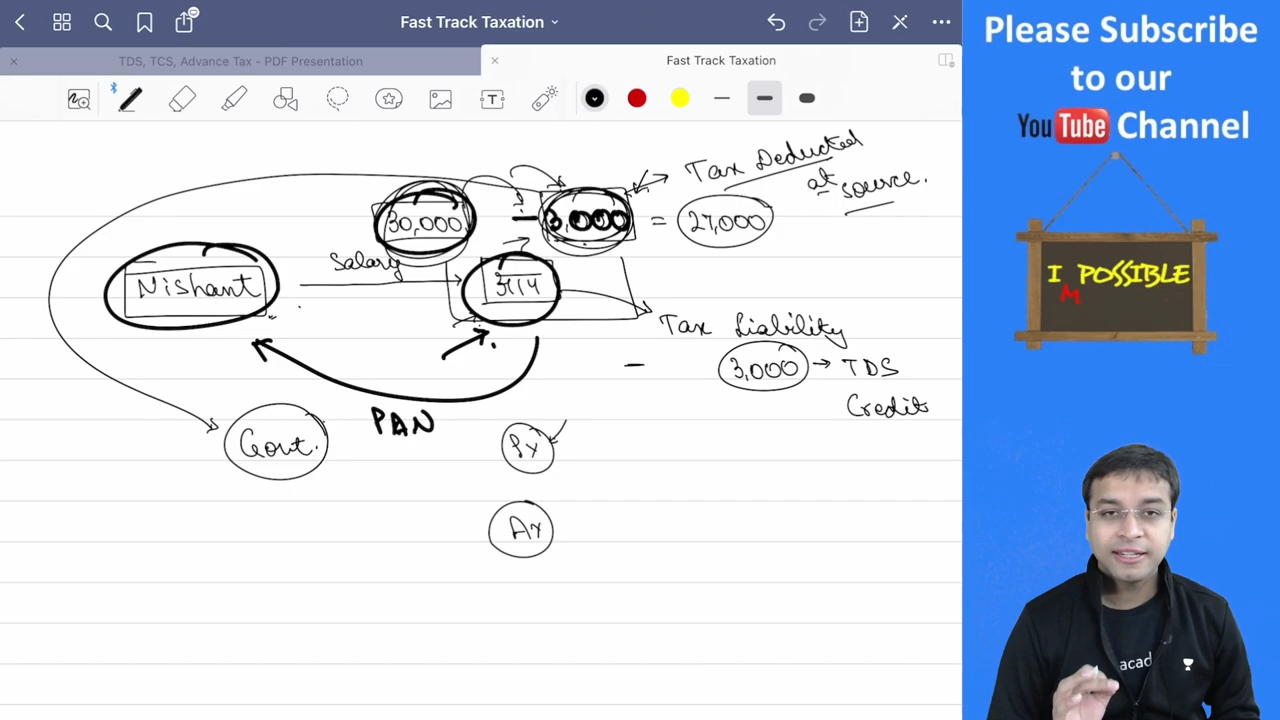 Fast Track Taxation
TDS, TCS, Advance Tax - PDF Presentation
Fast Track Taxation
T
Tax Deducted
at source.
30,000 - 3,000 = 27,000
Salary
Nishant
Tax Liability
- 3,000 → TDS
Credit
PAN
Govt.
Please Subscribe
to our
YouTube Channel
I POSSIBLE
M
acad